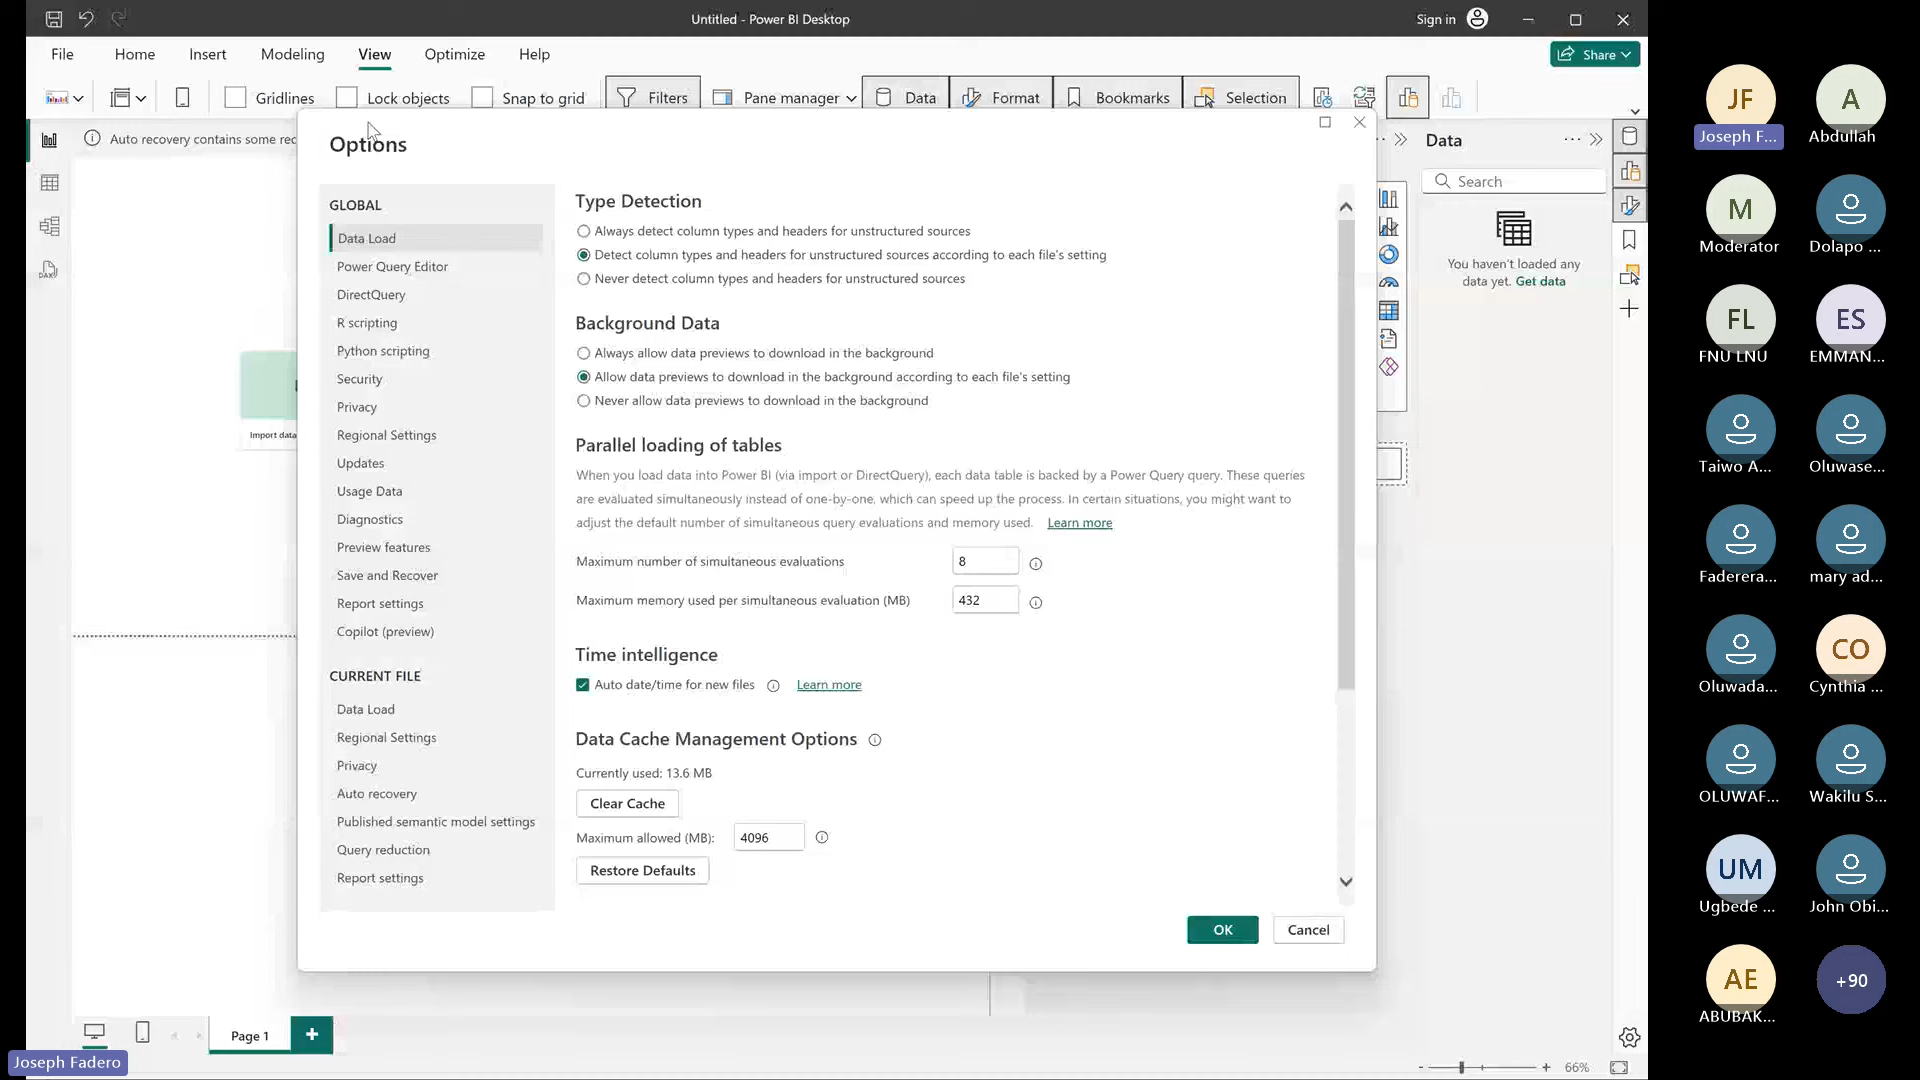 Untitled - Power BI Desktop
Sign in
File
Home
Insert
Modeling
View
Optimize
Help
Share
Gridlines
Lock objects
Snap to grid
Filters
Pane manager
Data
Format
Bookmarks
Selection
Auto recovery contains some rec
Import data
Options
GLOBAL
Data Load
Power Query Editor
DirectQuery
R scripting
Python scripting
Security
Privacy
Regional Settings
Updates
Usage Data
Diagnostics
Preview features
Save and Recover
Report settings
Copilot (preview)
CURRENT FILE
Data Load
Regional Settings
Privacy
Auto recovery
Published semantic model settings
Query reduction
Report settings
Type Detection
Always detect column types and headers for unstructured sources
Detect column types and headers for unstructured sources according to each file's setting
Never detect column types and headers for unstructured sources
Background Data
Always allow data previews to download in the background
Allow data previews to download in the background according to each file's setting
Never allow data previews to download in the background
Parallel loading of tables
When you load data into Power BI (via import or DirectQuery), each data table is backed by a Power Query query. These queries
are evaluated simultaneously instead of one-by-one, which can speed up the process. In certain situations, you might want to
adjust the default number of simultaneous query evaluations and memory used. Learn more
Maximum number of simultaneous evaluations 8
Maximum memory used per simultaneous evaluation (MB) 432
Time intelligence
Auto date/time for new files Learn more
Data Cache Management Options
Currently used: 13.6 MB
Clear Cache
Maximum allowed (MB): 4096
Restore Defaults
OK
Cancel
Data
Search
You haven't loaded any
data yet. Get data
DAX
Page 1
66%
Joseph Fadero
JF
Joseph F...
A
Abdullah
M
Moderator
Dolapo ...
FL
FNU LNU
ES
EMMAN...
Taiwo A...
Oluwase...
Faderera...
mary ad...
Oluwada...
CO
Cynthia ...
OLUWAF...
Wakilu S...
UM
Ugbede ...
John Obi...
AE
ABUBAK...
+90